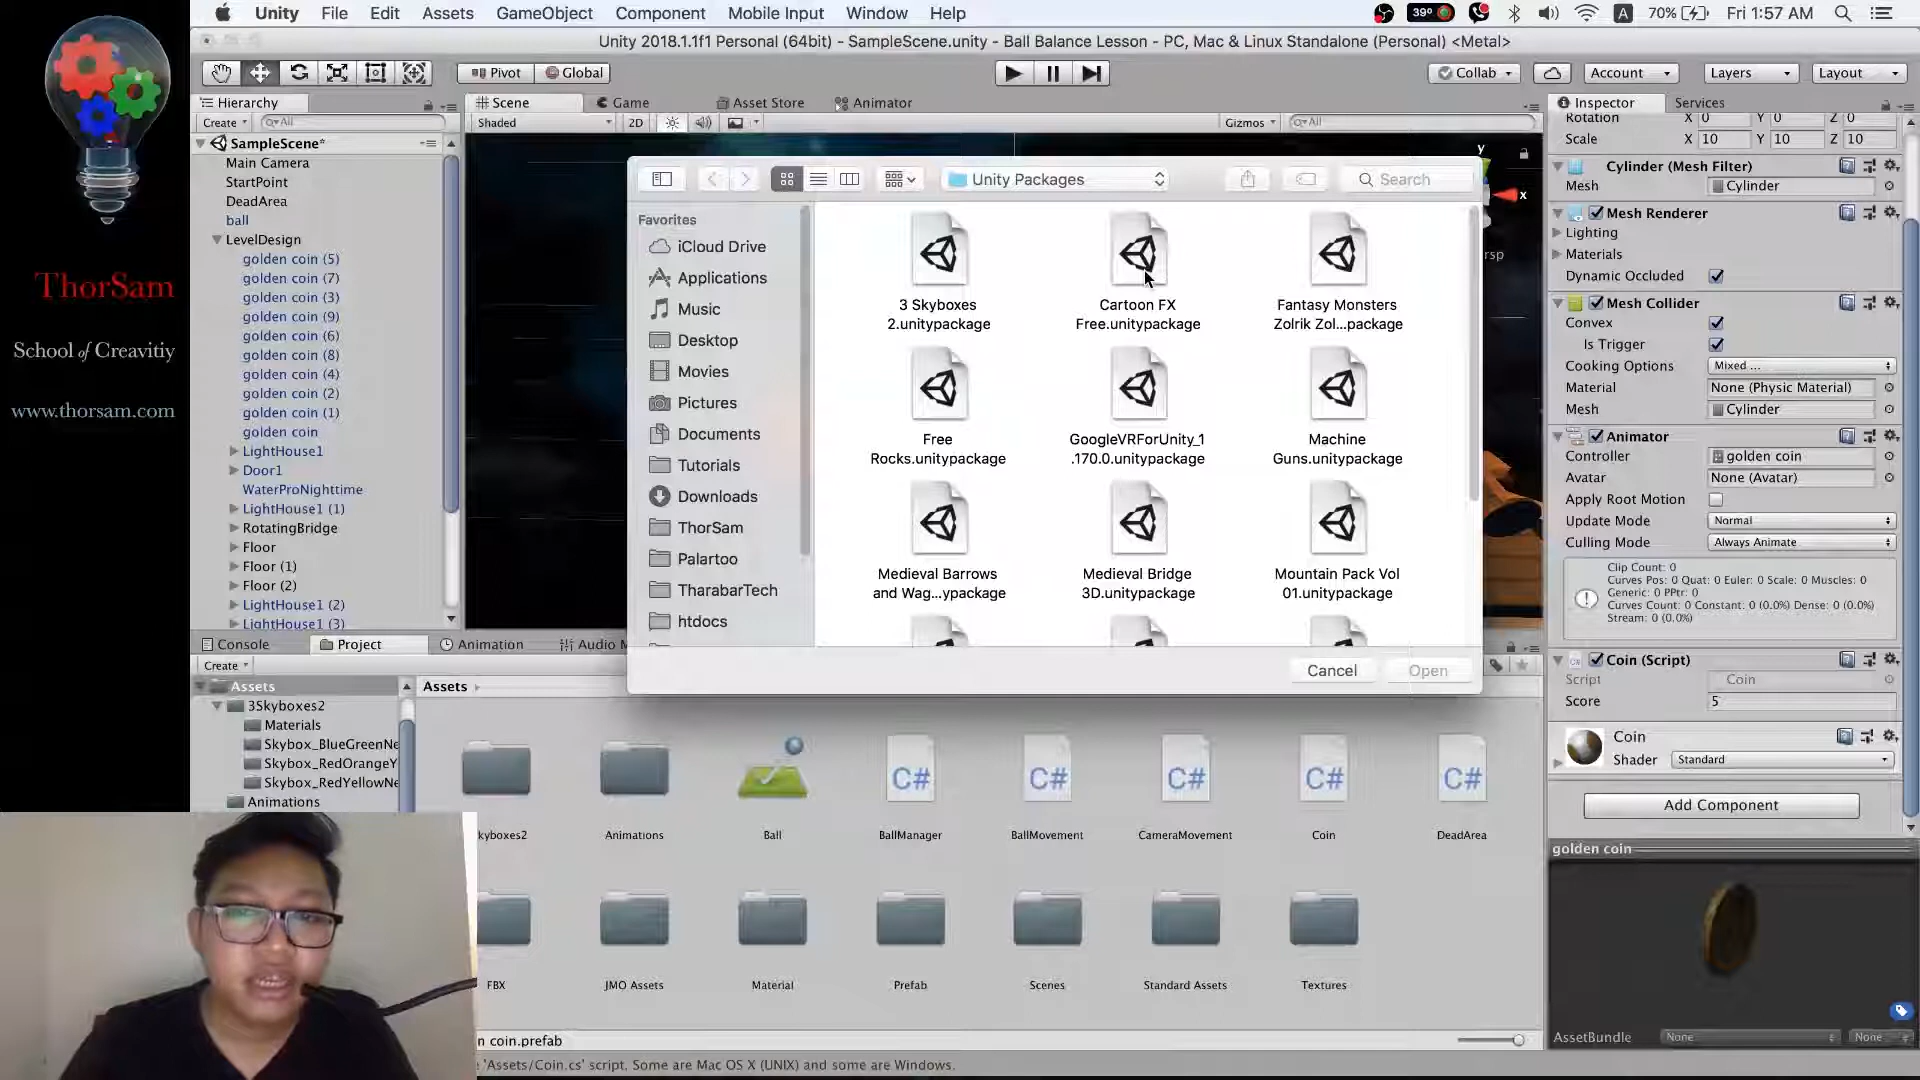 Unity File Edit Assets GameObject Component Mobile Input Window Help 39° A 70% Fri 1:57 AM
Unity 2018.1.1f1 Personal (64bit) - SampleScene.unity - Ball Balance Lesson - PC, Mac & Linux Standalone (Personal) <Metal>
Pivot Global Collab Account Layers Layout
ThorSam
School of Creavitiy
www.thorsam.com
Hierarchy
Create All
SampleScene*
Main Camera
StartPoint
DeadArea
ball
LevelDesign
golden coin (5)
golden coin (7)
golden coin (3)
golden coin (9)
golden coin (6)
golden coin (8)
golden coin (4)
golden coin (2)
golden coin (1)
golden coin
LightHouse1
Door1
WaterProNighttime
LightHouse1 (1)
RotatingBridge
Floor
Floor (1)
Floor (2)
LightHouse1 (2)
LightHouse1 (3)
Scene Game Asset Store Animator
Shaded 2D Gizmos All
y
x
Unity Packages Search
Favorites
iCloud Drive
Applications
Music
Desktop
Movies
Pictures
Documents
Tutorials
Downloads
ThorSam
Palartoo
TharabarTech
htdocs
3 Skyboxes
2.unitypackage
Cartoon FX
Free.unitypackage
Fantasy Monsters
Zolrik Zol...package
Free
Rocks.unitypackage
GoogleVRForUnity_1
.170.0.unitypackage
Machine
Guns.unitypackage
Medieval Barrows
and Wag...ypackage
Medieval Bridge
3D.unitypackage
Mountain Pack Vol
01.unitypackage
Cancel Open
Inspector Services
Rotation X 0 Y 0 Z 0
Scale X 10 Y 10 Z 10
Cylinder (Mesh Filter)
Mesh Cylinder
Mesh Renderer
Lighting
Materials
Dynamic Occluded
Mesh Collider
Convex
Is Trigger
Cooking Options Mixed ...
Material None (Physic Material)
Mesh Cylinder
Animator
Controller golden coin
Avatar None (Avatar)
Apply Root Motion
Update Mode Normal
Culling Mode Always Animate
Clip Count: 0
Curves Pos: 0 Quat: 0 Euler: 0 Scale: 0 Muscles: 0
Generic: 0 PPtr: 0
Curves Count: 0 Constant: 0 (0.0%) Dense: 0 (0.0%)
Stream: 0 (0.0%)
Coin (Script)
Script Coin
Score 5
Coin
Shader Standard
Add Component
golden coin
AssetBundle None None
Console Project Animation Audio M
Create
Assets
3Skyboxes2
Materials
Skybox_BlueGreenNe
Skybox_RedOrangeY
Skybox_RedYellowNe
Animations
Assets
kyboxes2 Animations Ball C# BallManager C# BallMovement C# CameraMovement C# Coin C# DeadArea
FBX JMO Assets Material Prefab Scenes Standard Assets Textures
n coin.prefab
'Assets/Coin.cs' script. Some are Mac OS X (UNIX) and some are Windows.